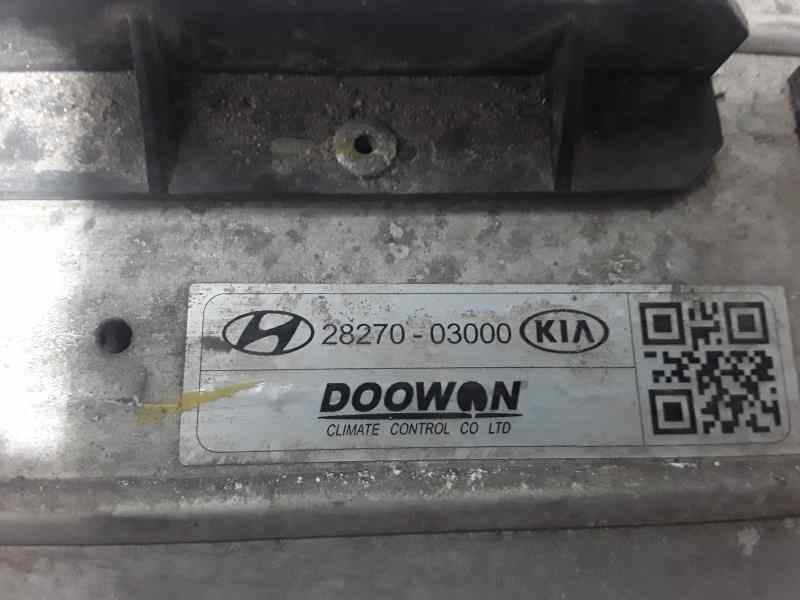 28270 - 03000 KIA
DOOWON
CLIMATE CONTROL CO LTD